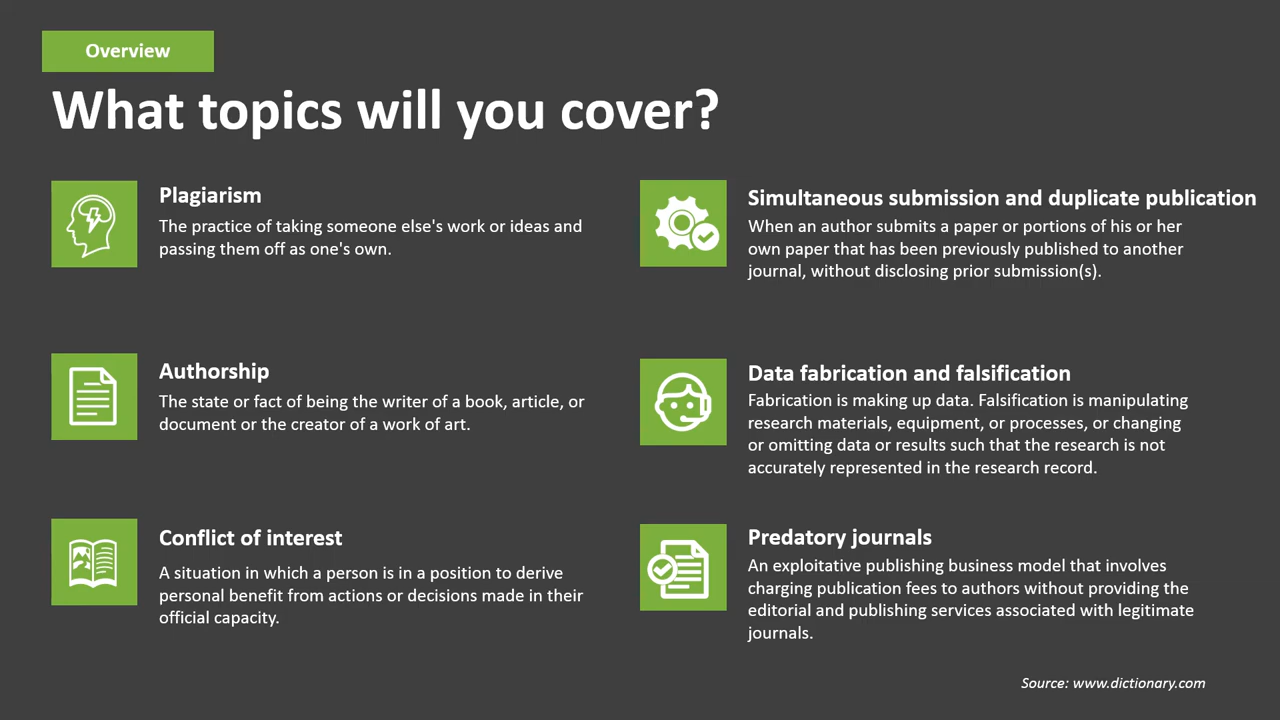 Overview
What topics will you cover?
Plagiarism
The practice of taking someone else's work or ideas and
passing them off as one's own.
Authorship
The state or fact of being the writer of a book, article, or
document or the creator of a work of art.
Conflict of interest
A situation in which a person is in a position to derive
personal benefit from actions or decisions made in their
official capacity.
Simultaneous submission and duplicate publication
When an author submits a paper or portions of his or her
own paper that has been previously published to another
journal, without disclosing prior submission(s).
Data fabrication and falsification
Fabrication is making up data. Falsification is manipulating
research materials, equipment, or processes, or changing
or omitting data or results such that the research is not
accurately represented in the research record.
Predatory journals
An exploitative publishing business model that involves
charging publication fees to authors without providing the
editorial and publishing services associated with legitimate
journals.
Source: www.dictionary.com